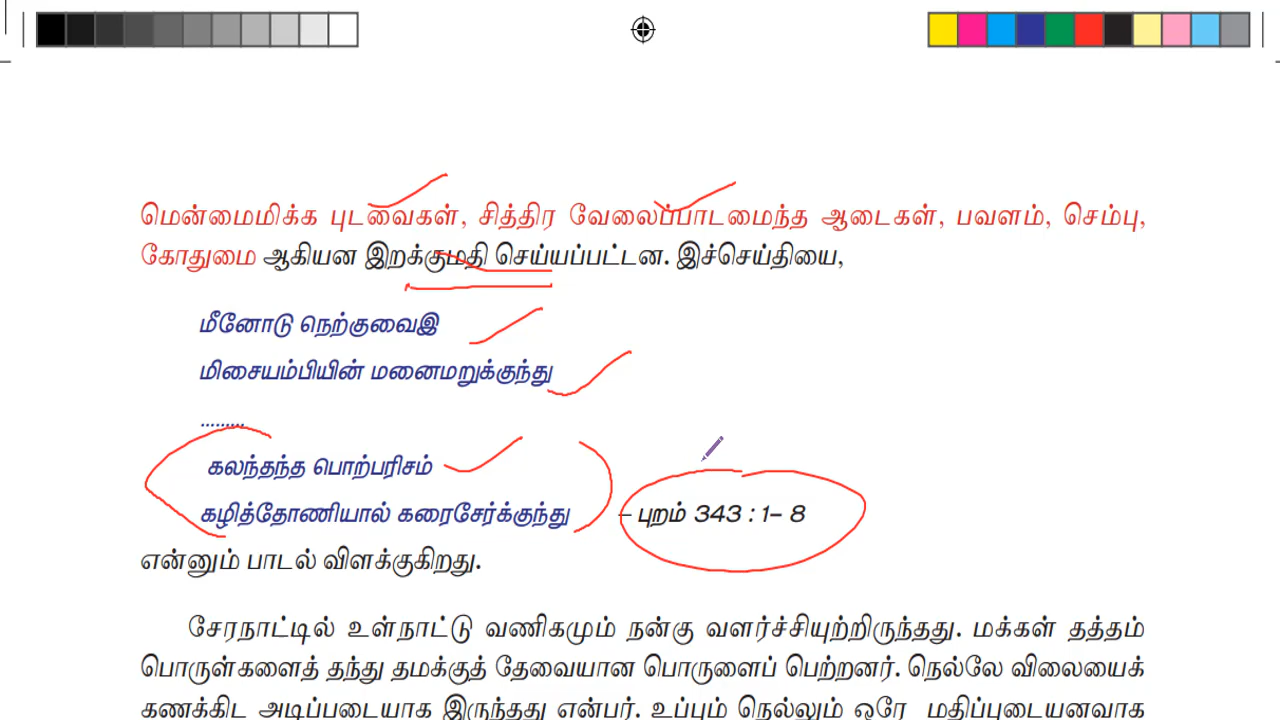 மென்மைமிக்க புடவைகள், சித்திர வேலைப்பாடமைந்த ஆடைகள், பவளம், செம்பு,
கோதுமை ஆகியன இறக்குமதி செய்யப்பட்டன. இச்செய்தியை,
மீனோடு நெற்குவைஇ
மிசையம்பியின் மனைமறுக்குந்து
.........
கலந்தந்த பொற்பரிசம்
கழித்தோணியால் கரைசேர்க்குந்து – புறம் 343 : 1– 8
என்னும் பாடல் விளக்குகிறது.
சேரநாட்டில் உள்நாட்டு வணிகமும் நன்கு வளர்ச்சியுற்றிருந்தது. மக்கள் தத்தம்
பொருள்களைத் தந்து தமக்குத் தேவையான பொருளைப் பெற்றனர். நெல்லே விலையைக்
கணக்கிட அடிப்படையாக இருந்தது என்பர். உப்பும் நெல்லும் ஒரே மதிப்புடையனவாக